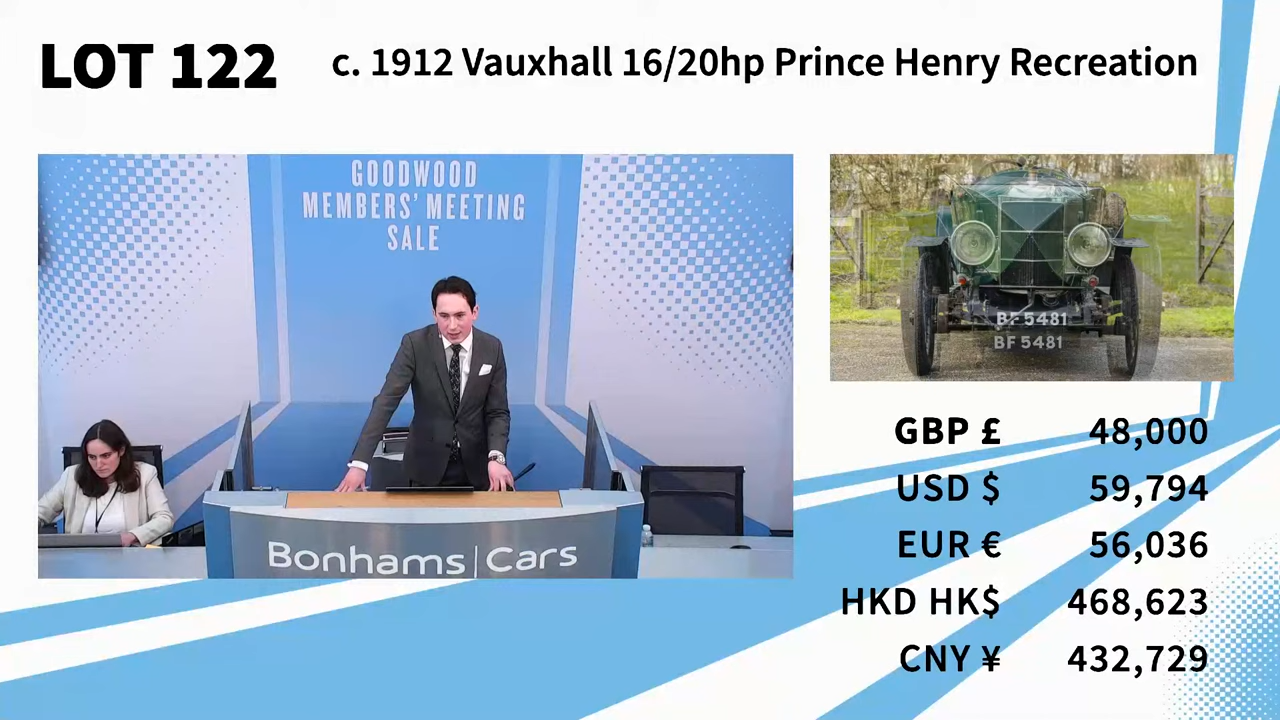 LOT 122
c. 1912 Vauxhall 16/20hp Prince Henry Recreation
GOODWOOD
MEMBERS' MEETING
SALE
Bonhams|Cars
BF 5481
BF 5481
GBP £ 48,000
USD $ 59,794
EUR € 56,036
HKD HK$ 468,623
CNY ¥ 432,729